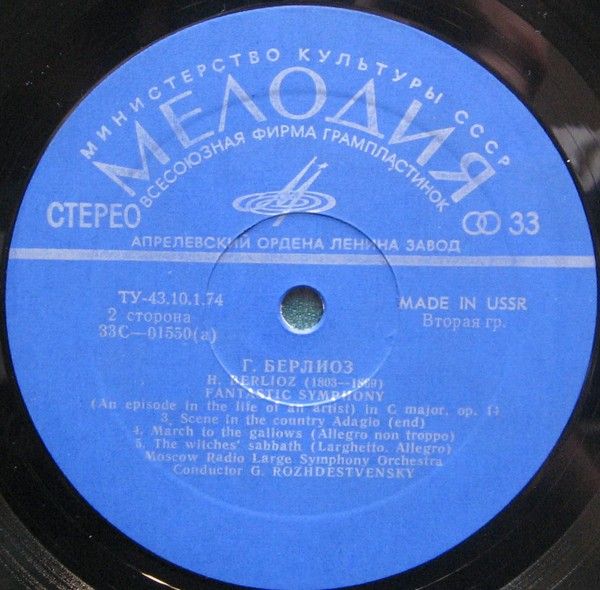 МИНИСТЕРСТВО КУЛЬТУРЫ СССР
МЕЛОДИЯ
ВСЕСОЮЗНАЯ ФИРМА ГРАМПЛАСТИНОК
СТЕРЕО
33
АПРЕЛЕВСКИЙ ОРДЕНА ЛЕНИНА ЗАВОД
ТУ-43.10.1.74
MADE IN USSR
2 сторона
Вторая гр.
33С—01550(а)
Г. БЕРЛИОЗ
H. BERLIOZ (1803—1869)
FANTASTIC SYMPHONY
(An episode in the life of an artist) in C major, op. 14
3. Scene in the country Adagio (end)
4. March to the gallows (Allegro non troppo)
5. The witches' sabbath (Larghetto. Allegro)
Moscow Radio Large Symphony Orchestra
Conductor G. ROZHDESTVENSKY